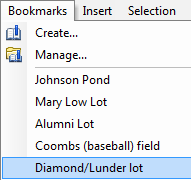 Bookmarks Insert Selection
Create...
Manage...
Johnson Pond
Mary Low Lot
Alumni Lot
Coombs (baseball) field
Diamond/Lunder lot